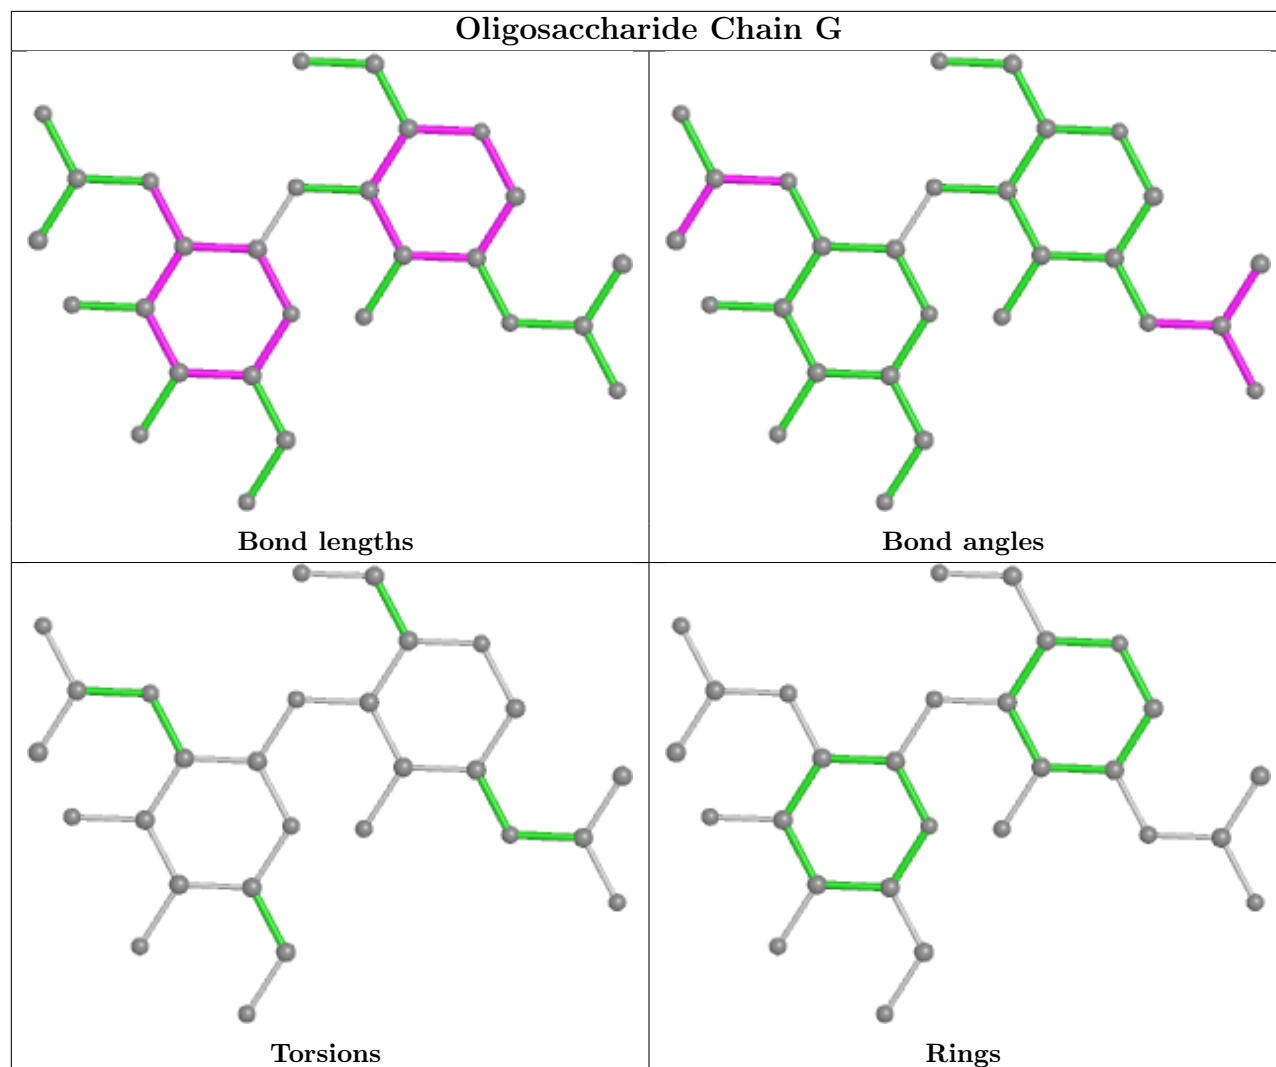 Oligosaccharide Chain G
Bond lengths
Bond angles
Torsions
Rings